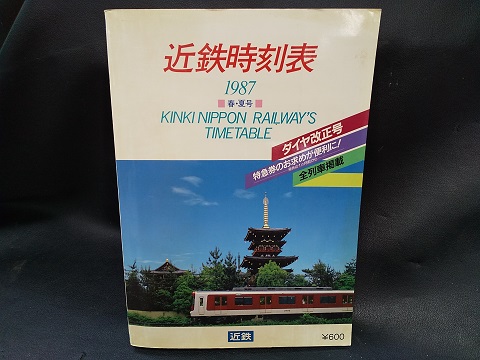 近鉄時刻表
1987
■春・夏号■
KINKI NIPPON RAILWAY'S
TIMETABLE
ダイヤ改正号
特急券のお求めが便利に!
全列車掲載
近鉄
¥600